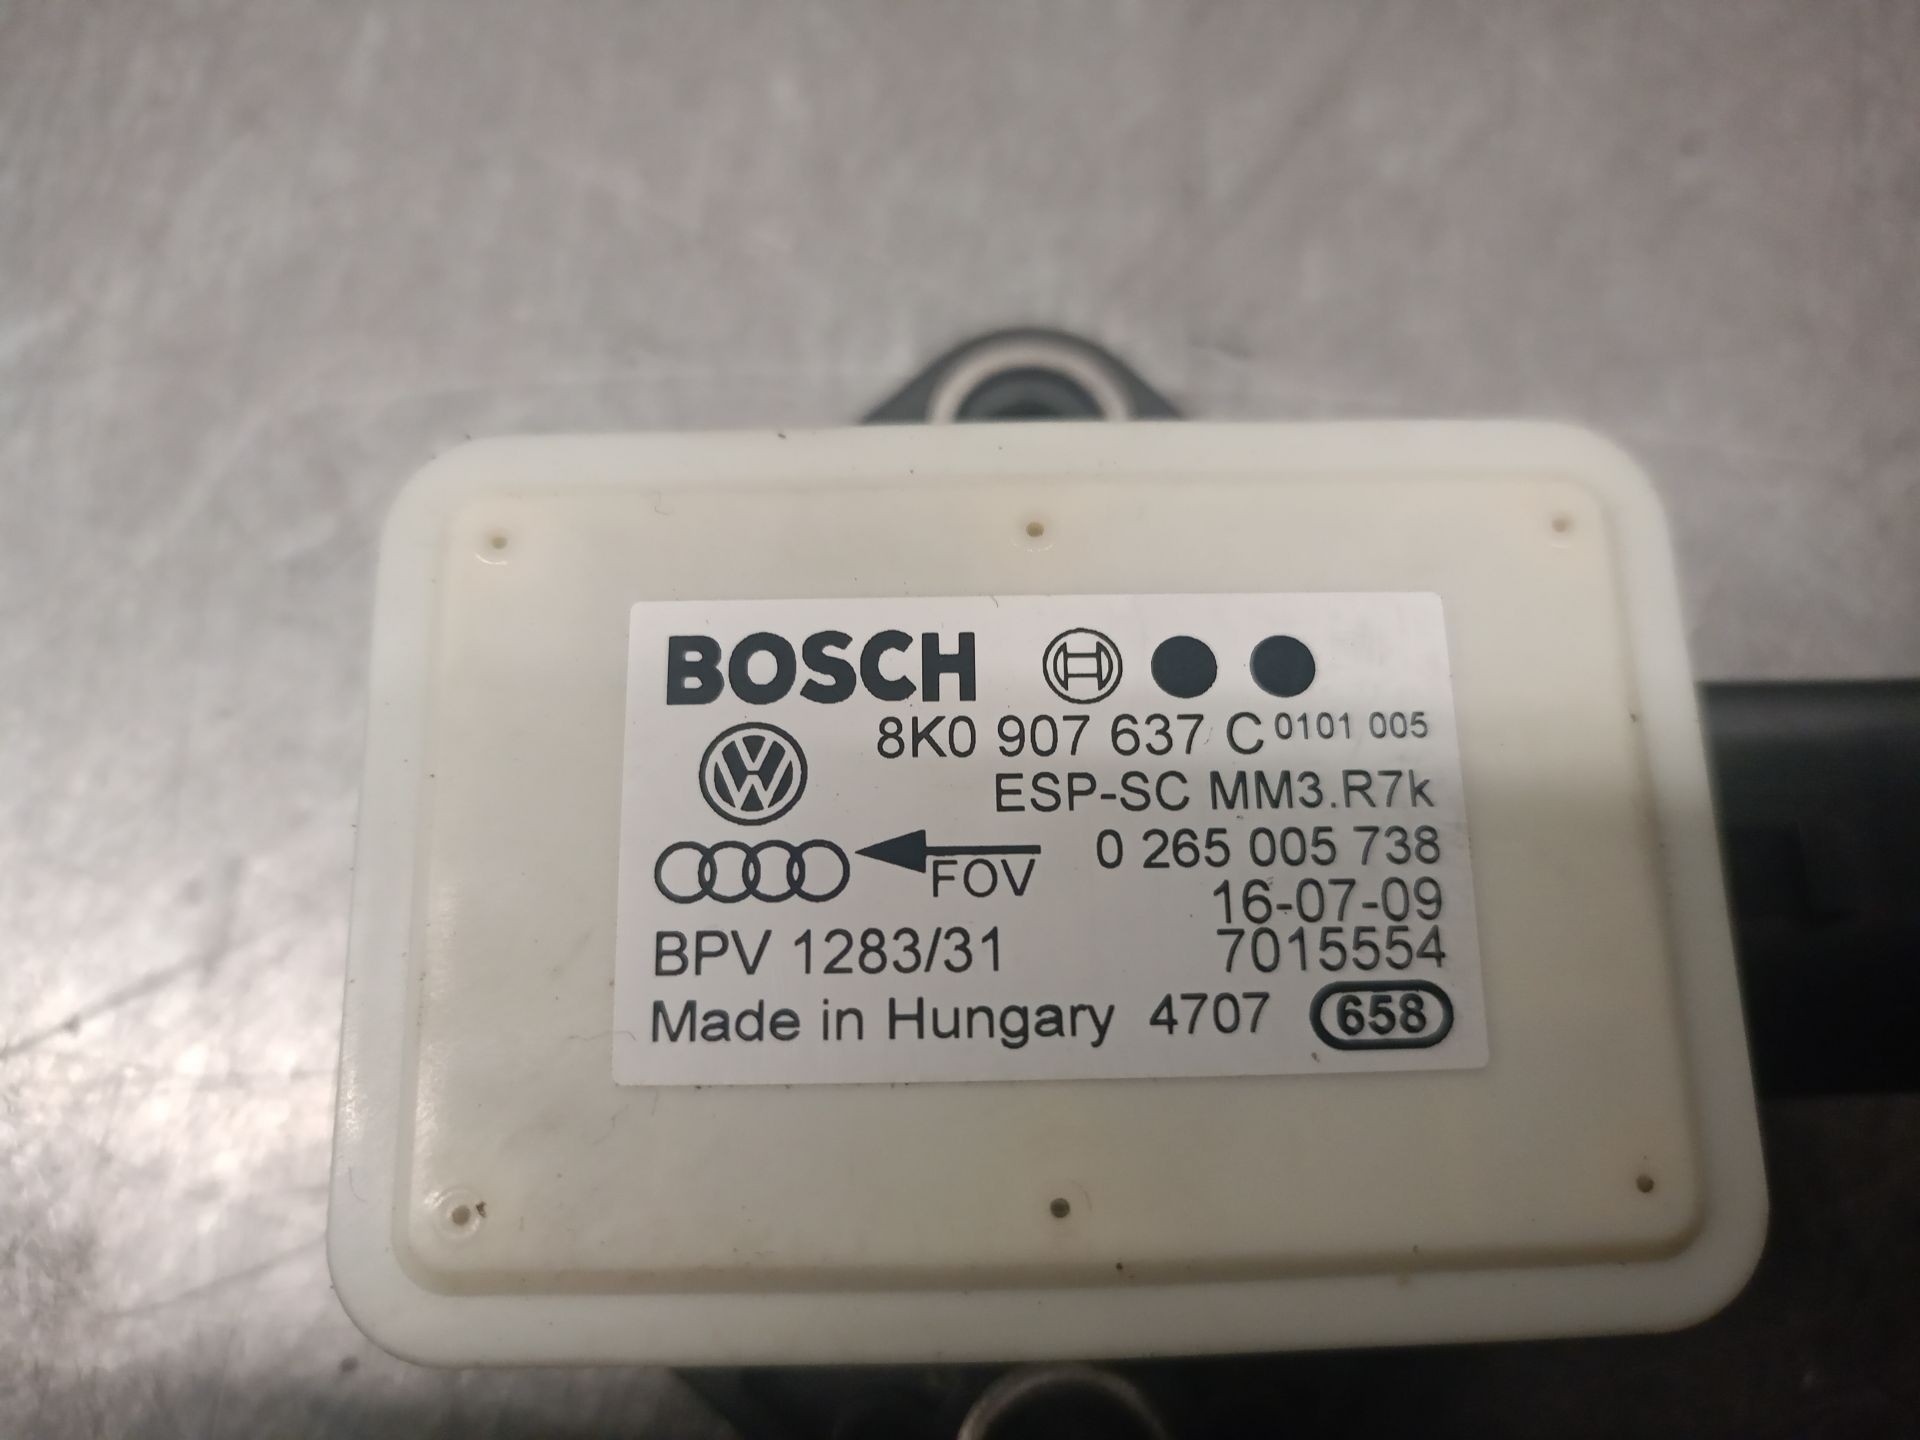 BOSCH
8K0 907 637 C 0101 005
ESP-SC MM3.R7k
0 265 005 738
FOV
16-07-09
BPV 1283/31 7015554
Made in Hungary 4707 658